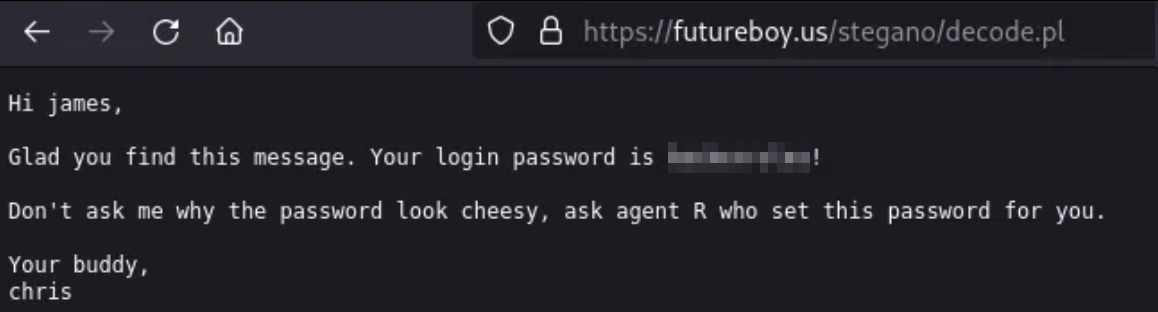 https://futureboy.us/stegano/decode.pl
Hi james,
Glad you find this message. Your login password is !
Don't ask me why the password look cheesy, ask agent R who set this password for you.
Your buddy,
chris